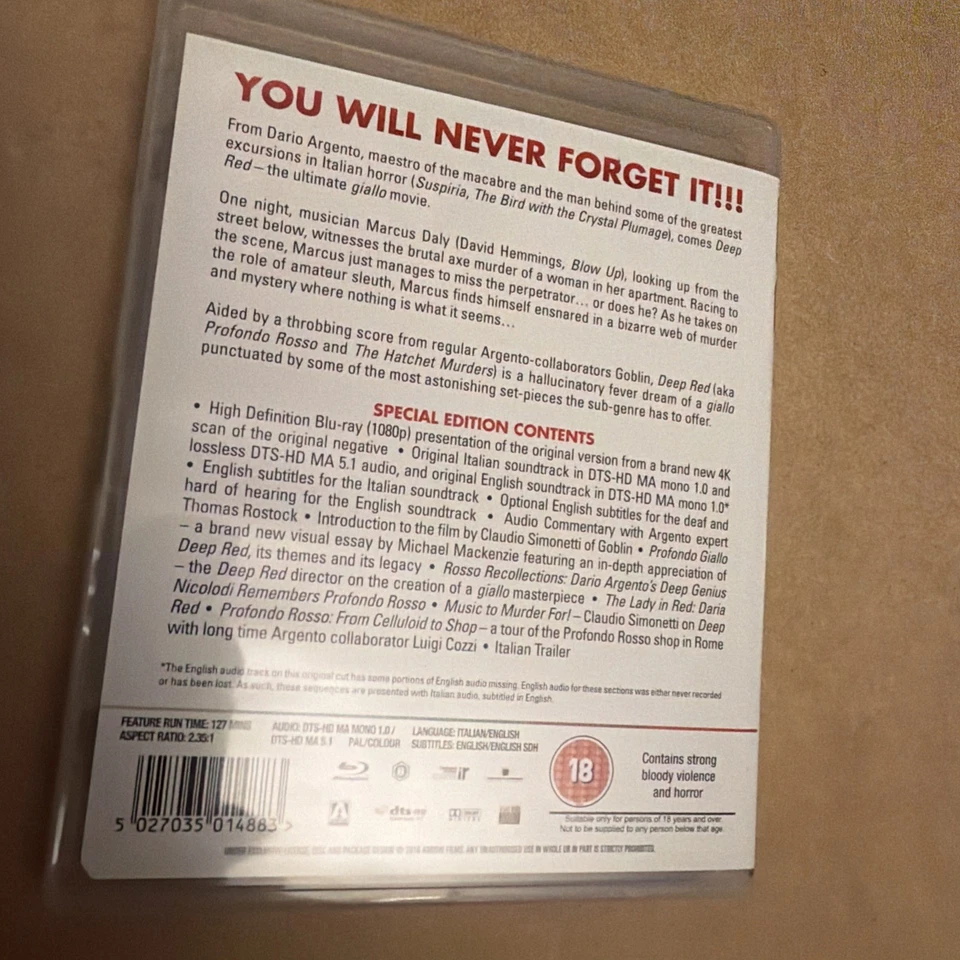 YOU WILL NEVER FORGET IT!!!
From Dario Argento, maestro of the macabre and the man behind some of the greatest
excursions in Italian horror (Suspiria, The Bird with the Crystal Plumage), comes Deep
Red – the ultimate giallo movie.
One night, musician Marcus Daly (David Hemmings, Blow Up), looking up from the
street below, witnesses the brutal axe murder of a woman in her apartment. Racing to
the scene, Marcus just manages to miss the perpetrator... or does he? As he takes on
the role of amateur sleuth, Marcus finds himself ensnared in a bizarre web of murder
and mystery where nothing is what it seems...
Aided by a throbbing score from regular Argento-collaborators Goblin, Deep Red (aka
Profondo Rosso and The Hatchet Murders) is a hallucinatory fever dream of a giallo
punctuated by some of the most astonishing set-pieces the sub-genre has to offer.
SPECIAL EDITION CONTENTS
• High Definition Blu-ray (1080p) presentation of the original version from a brand new 4K
scan of the original negative • Original Italian soundtrack in DTS-HD MA mono 1.0 and
lossless DTS-HD MA 5.1 audio, and original English soundtrack in DTS-HD MA mono 1.0*
• English subtitles for the Italian soundtrack • Optional English subtitles for the deaf and
hard of hearing for the English soundtrack • Audio Commentary with Argento expert
Thomas Rostock • Introduction to the film by Claudio Simonetti of Goblin • Profondo Giallo
– a brand new visual essay by Michael Mackenzie featuring an in-depth appreciation of
Deep Red, its themes and its legacy • Rosso Recollections: Dario Argento's Deep Genius
– the Deep Red director on the creation of a giallo masterpiece • The Lady in Red: Daria
Nicolodi Remembers Profondo Rosso • Music to Murder For! – Claudio Simonetti on Deep
Red • Profondo Rosso: From Celluloid to Shop – a tour of the Profondo Rosso shop in Rome
with long time Argento collaborator Luigi Cozzi • Italian Trailer
*The English audio track on this original cut has some portions of English audio missing. English audio for these sections was either never recorded
or has been lost. As such, these sequences are presented with Italian audio, subtitled in English.
FEATURE RUN TIME: 127 MINS AUDIO: DTS-HD MA MONO 1.0 / LANGUAGE: ITALIAN/ENGLISH
ASPECT RATIO: 2.35:1 DTS-HD MA 5.1 PAL/COLOUR SUBTITLES: ENGLISH/ENGLISH SDH
18
Contains strong
bloody violence
and horror
Suitable only for persons of 18 years and over.
Not to be supplied to any person below that age.
dts-HD
5 027035 014883 >
ANY UNAUTHORISED USE IN WHOLE OR IN PART IS STRICTLY PROHIBITED.